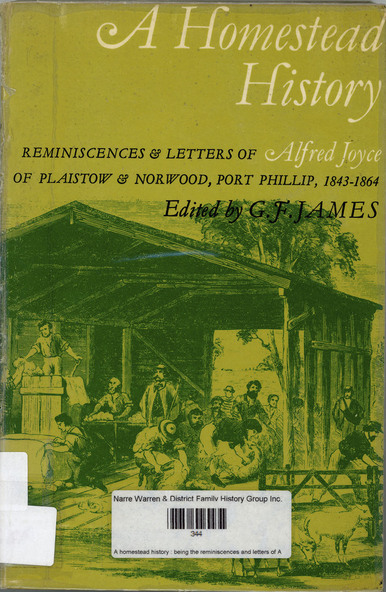 A Homestead
History
REMINISCENCES & LETTERS OF Alfred Joyce
OF PLAISTOW & NORWOOD, PORT PHILLIP, 1843-1864
Edited by G.F. JAMES
Narre Warren & District Family History Group Inc.
344
A homestead history : being the reminiscences and letters of A